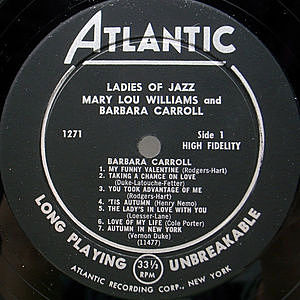 ATLANTIC
LADIES OF JAZZ
MARY LOU WILLIAMS and
BARBARA CARROLL
1271
Side 1
HIGH FIDELITY
BARBARA CARROLL
1. MY FUNNY VALENTINE (Rodgers-Hart)
2. TAKING A CHANCE ON LOVE
(Duke-Latouche-Fetter)
3. YOU TOOK ADVANTAGE OF ME
(Rodgers-Hart)
4. 'TIS AUTUMN (Henry Nemo)
5. THE LADY'S IN LOVE WITH YOU
(Loesser-Lane)
6. LOVE OF MY LIFE (Cole Porter)
7. AUTUMN IN NEW YORK
(Vernon Duke)
(11477)
LONG PLAYING 33⅓ RPM UNBREAKABLE
ATLANTIC RECORDING CORP., NEW YORK